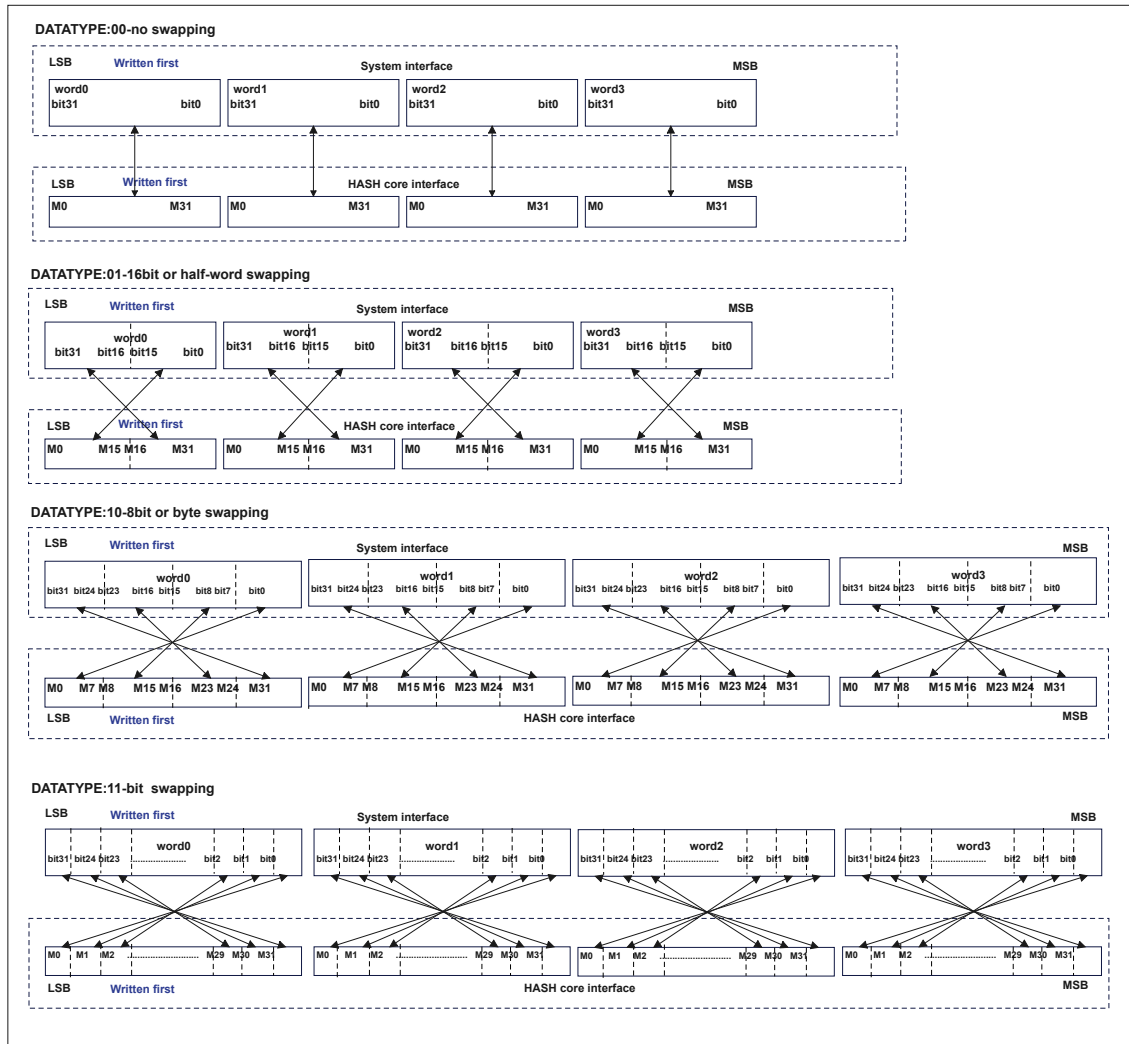 DATATYPE:00-no swapping
LSB Written first System interface MSB
word0 word1 word2 word3
bit31 bit0 bit31 bit0 bit31 bit0 bit31 bit0
LSB Written first HASH core interface MSB
M0 M31 M0 M31 M0 M31 M0 M31
DATATYPE:01-16bit or half-word swapping
LSB Written first System interface MSB
word0 word1 word2 word3
bit31 bit16 bit15 bit0 bit31 bit16 bit15 bit0 bit31 bit16 bit15 bit0 bit31 bit16 bit15 bit0
LSB Written first HASH core interface MSB
M0 M15 M16 M31 M0 M15 M16 M31 M0 M15 M16 M31 M0 M15 M16 M31
DATATYPE:10-8bit or byte swapping
LSB Written first System interface MSB
word0 word1 word2 word3
bit31 bit24 bit23 bit16 bit15 bit8 bit7 bit0 bit31 bit24 bit23 bit16 bit15 bit8 bit7 bit0 bit31 bit24 bit23 bit16 bit15 bit8 bit7 bit0 bit31 bit24 bit23 bit16 bit15 bit8 bit7 bit0
M0 M7 M8 M15 M16 M23 M24 M31 M0 M7 M8 M15 M16 M23 M24 M31 M0 M7 M8 M15 M16 M23 M24 M31 M0 M7 M8 M15 M16 M23 M24 M31
LSB Written first HASH core interface MSB
DATATYPE:11-bit swapping
LSB Written first System interface MSB
word0 word1 word2 word3
bit31 bit24 bit23 ..................... bit2 bit1 bit0 bit31 bit24 bit23 ..................... bit2 bit1 bit0 bit31 bit24 bit23 ..................... bit2 bit1 bit0 bit31 bit24 bit23 ..................... bit2 bit1 bit0
M0 M1 M2 ........................... M29 M30 M31 M0 M1 M2 ........................... M29 M30 M31 M0 M1 M2 ........................... M29 M30 M31 M0 M1 M2 ........................... M29 M30 M31
LSB Written first HASH core interface MSB